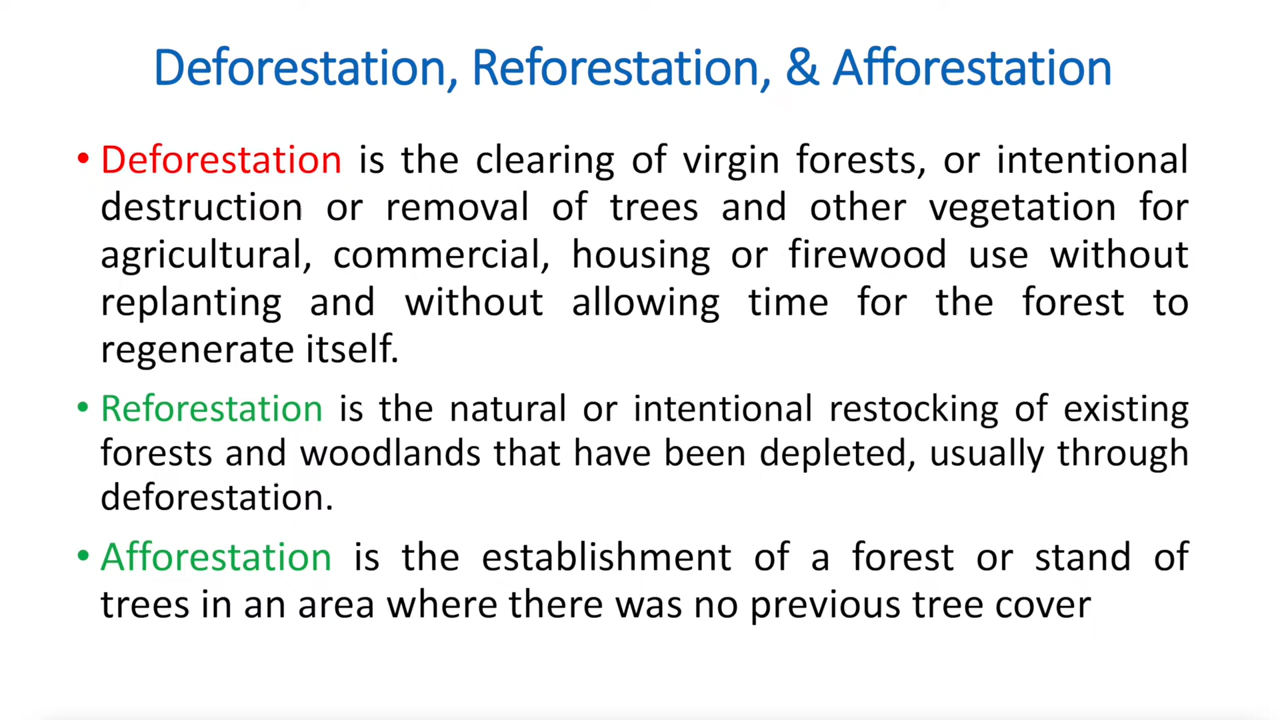 Deforestation, Reforestation, & Afforestation
• Deforestation is the clearing of virgin forests, or intentional
destruction or removal of trees and other vegetation for
agricultural, commercial, housing or firewood use without
replanting and without allowing time for the forest to
regenerate itself.
• Reforestation is the natural or intentional restocking of existing
forests and woodlands that have been depleted, usually through
deforestation.
• Afforestation is the establishment of a forest or stand of
trees in an area where there was no previous tree cover